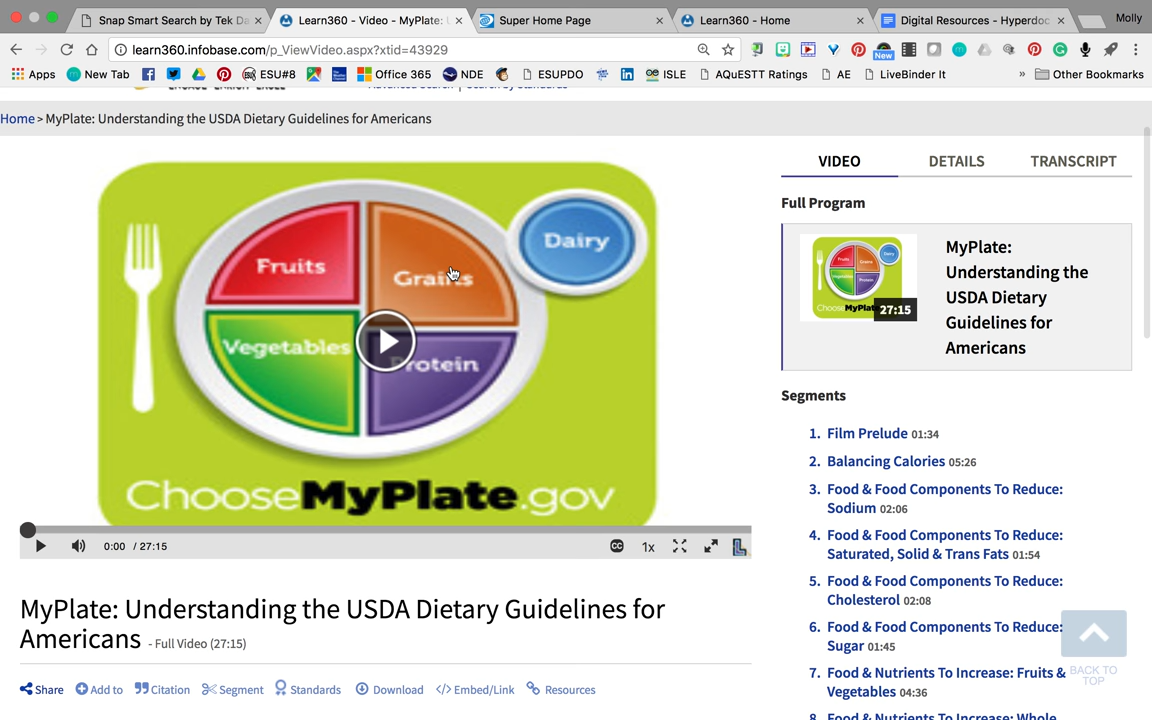 Snap Smart Search by Tek Da
Learn360 - Video - MyPlate: U
Super Home Page
Learn360 - Home
Digital Resources - Hyperdoc
Molly
learn360.infobase.com/p_ViewVideo.aspx?xtid=43929
New
Apps
New Tab
ESU#8
Office 365
NDE
ESUPDO
ISLE
AQuESTT Ratings
AE
LiveBinder It
» Other Bookmarks
Home > MyPlate: Understanding the USDA Dietary Guidelines for Americans
Fruits
Grains
Dairy
Vegetables
Protein
ChooseMyPlate.gov
0:00 / 27:15
CC
1x
MyPlate: Understanding the USDA Dietary Guidelines for
Americans - Full Video (27:15)
Share
Add to
Citation
Segment
Standards
Download
Embed/Link
Resources
VIDEO
DETAILS
TRANSCRIPT
Full Program
27:15
MyPlate:
Understanding the
USDA Dietary
Guidelines for
Americans
Segments
1. Film Prelude 01:34
2. Balancing Calories 05:26
3. Food & Food Components To Reduce:
Sodium 02:06
4. Food & Food Components To Reduce:
Saturated, Solid & Trans Fats 01:54
5. Food & Food Components To Reduce:
Cholesterol 02:08
6. Food & Food Components To Reduce:
Sugar 01:45
7. Food & Nutrients To Increase: Fruits &
Vegetables 04:36
8. Food & Nutrients To Increase: Whole
BACK TO
TOP